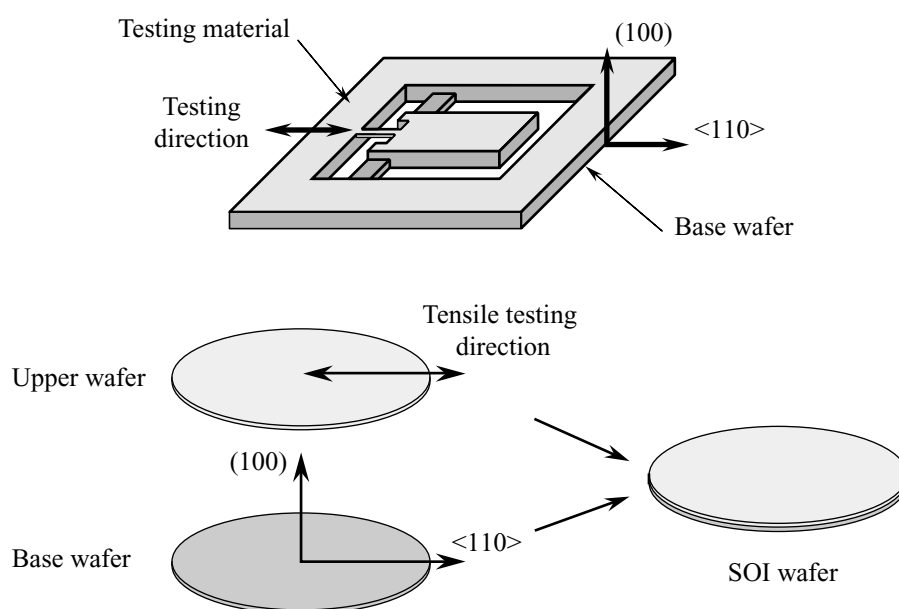 Testing material
(100)
Testing
direction
<110>
Base wafer
Tensile testing
direction
Upper wafer
(100)
<110>
Base wafer
SOI wafer